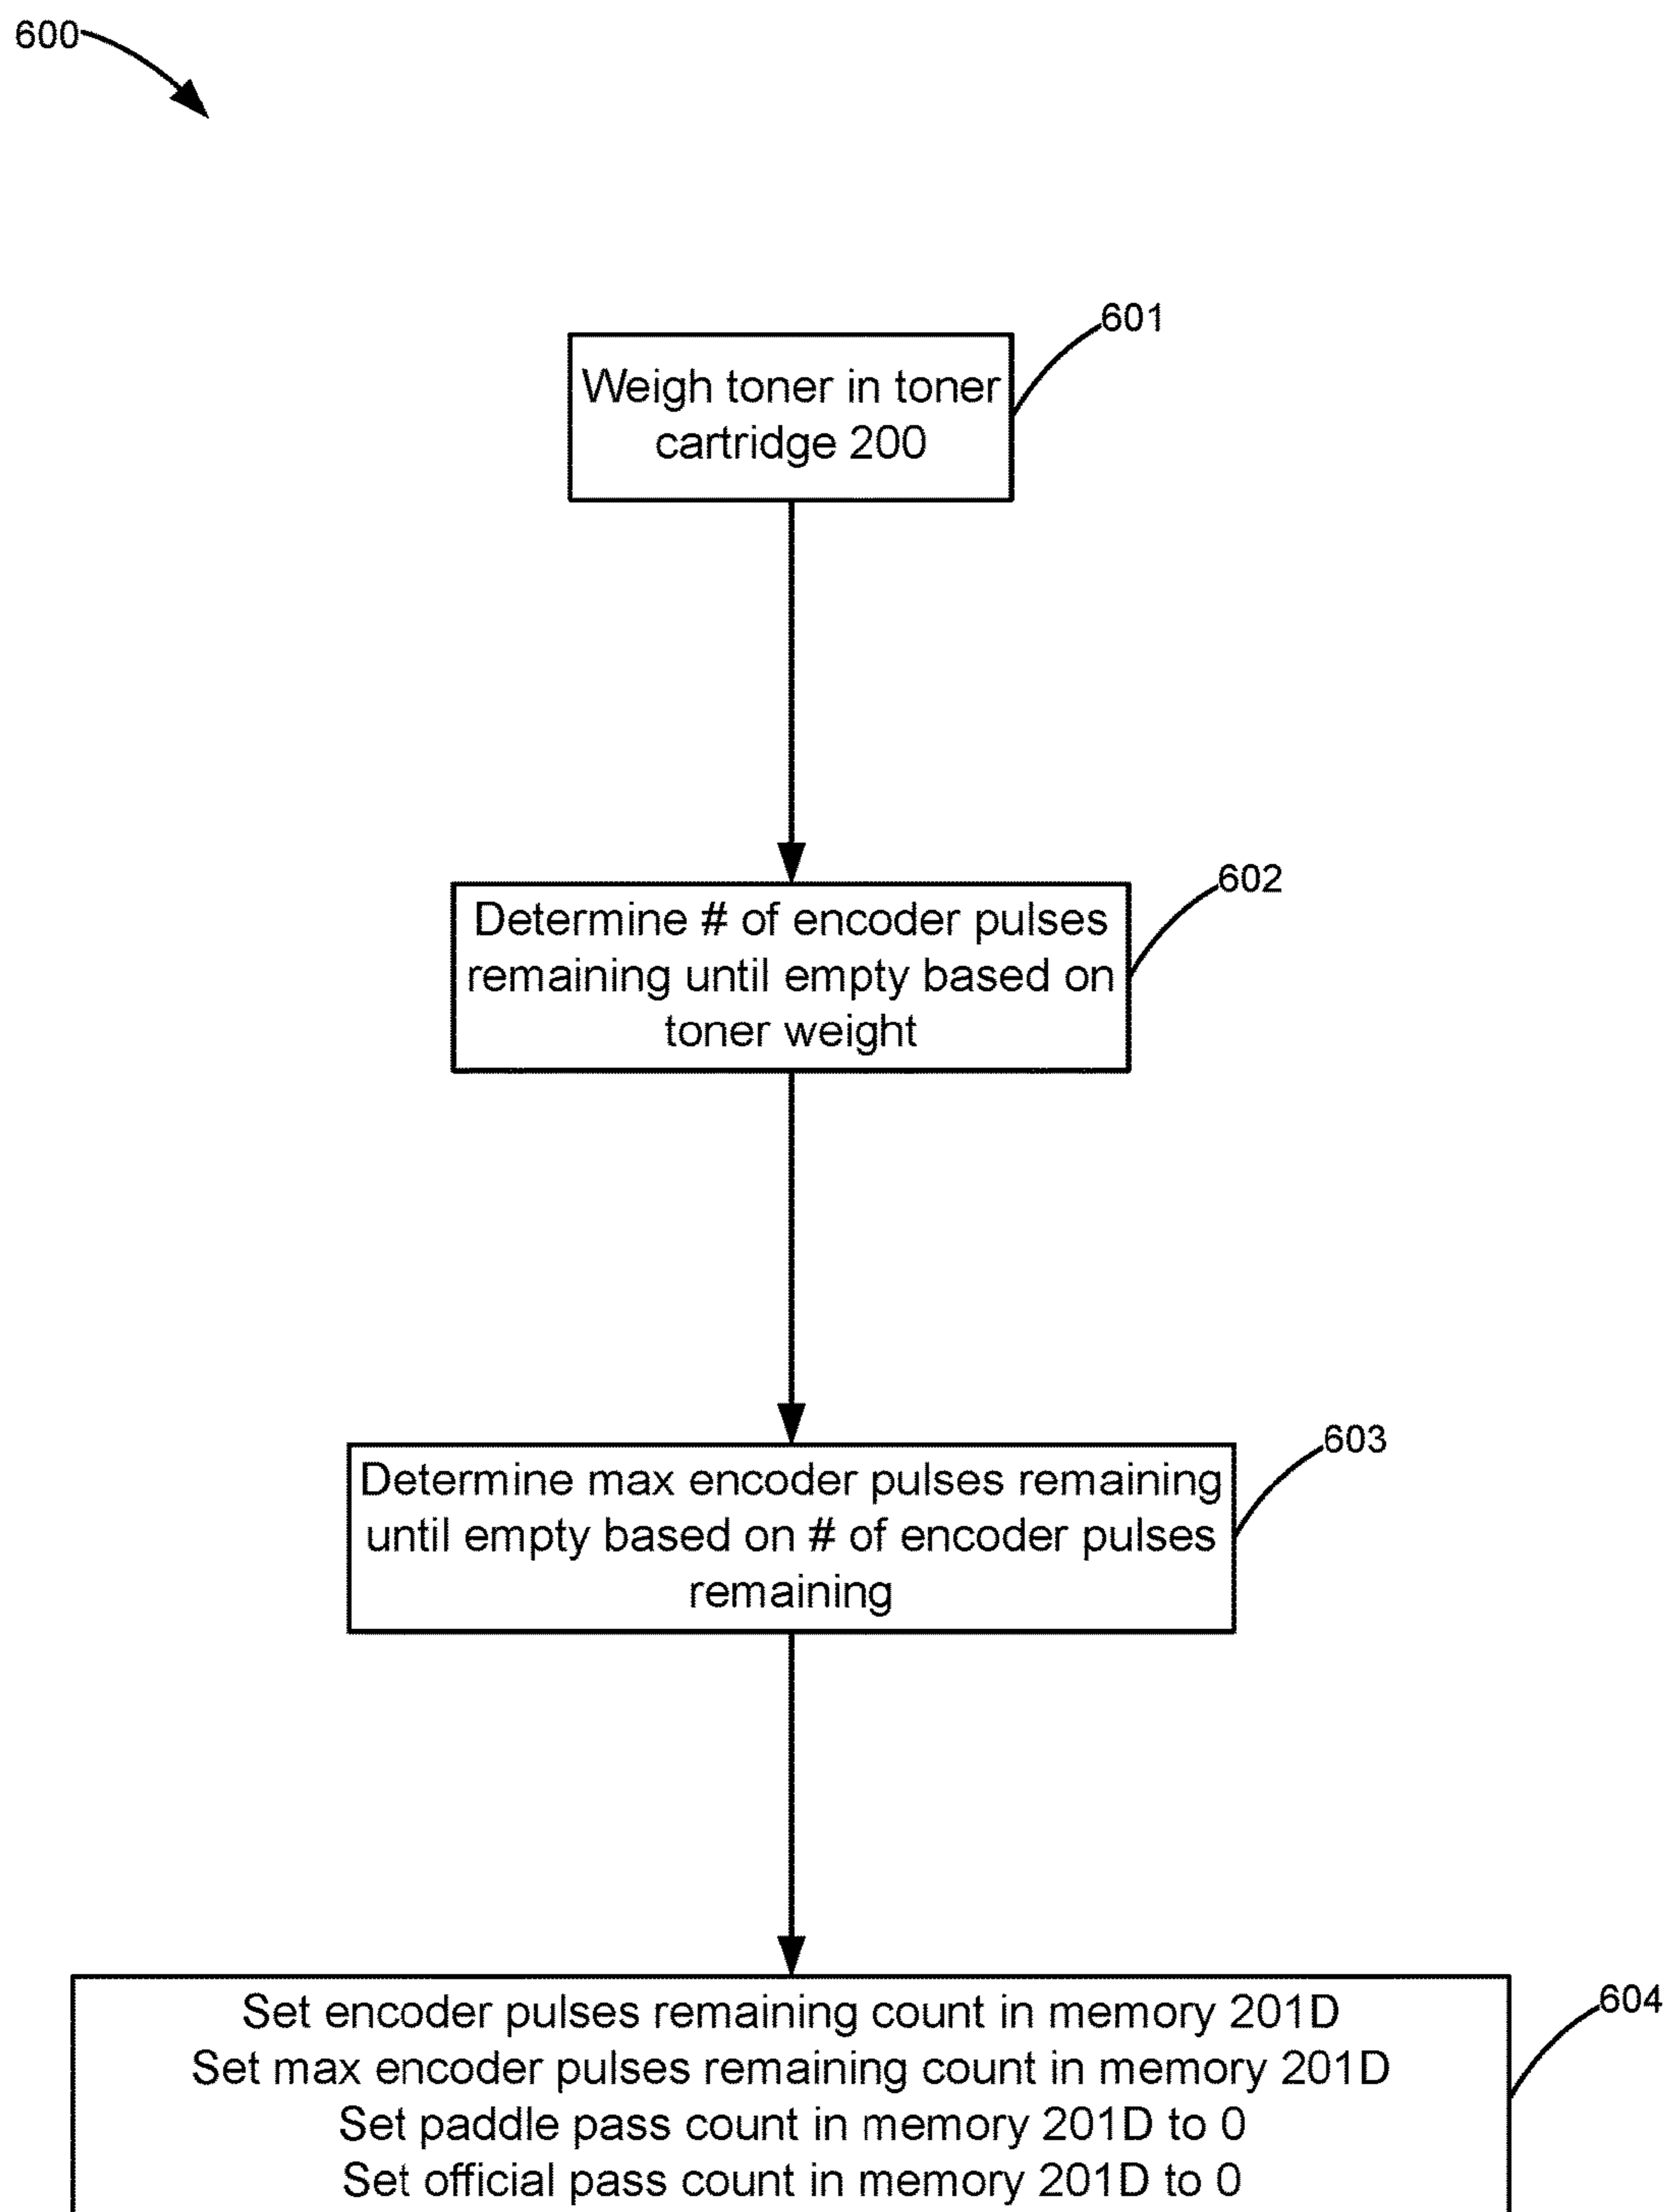 600
601
Weigh toner in toner
cartridge 200
602
Determine # of encoder pulses
remaining until empty based on
toner weight
603
Determine max encoder pulses remaining
until empty based on # of encoder pulses
remaining
604
Set encoder pulses remaining count in memory 201D
Set max encoder pulses remaining count in memory 201D
Set paddle pass count in memory 201D to 0
Set official pass count in memory 201D to 0